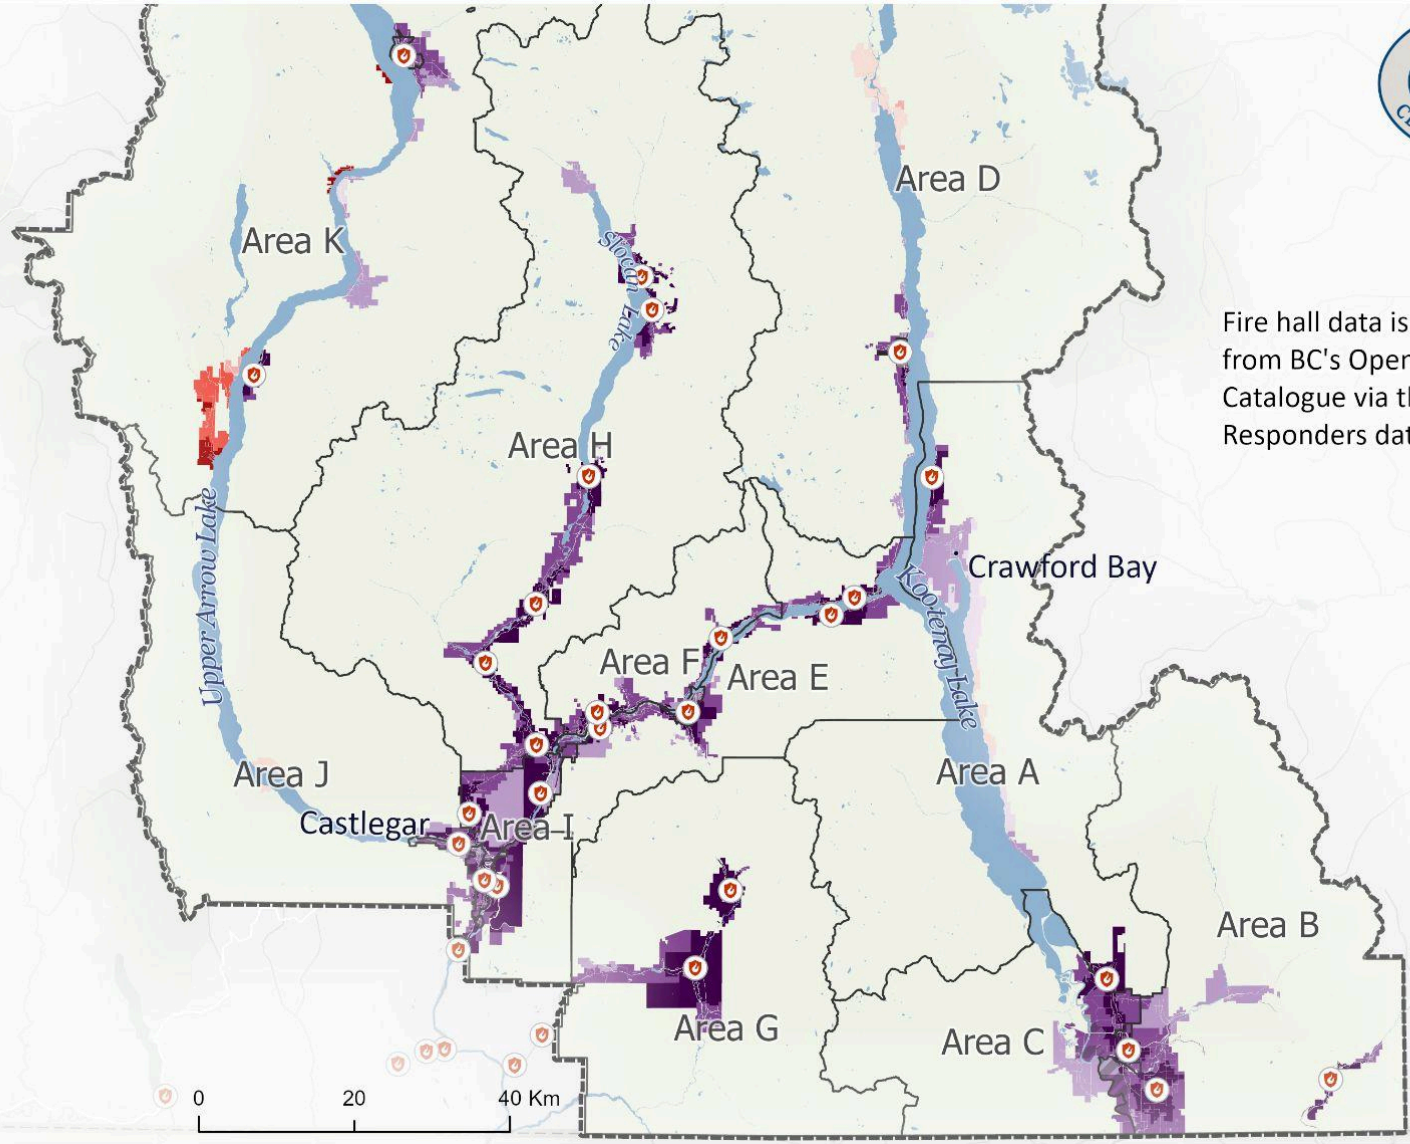 Area D
Area K
Slocan Lake
Fire hall data is
from BC's Open
Catalogue via t
Responders dat
Area H
Upper Arrow Lake
Crawford Bay
Kootenay Lake
Area F
Area E
Area J
Area A
Castlegar
Area I
Area B
Area G
Area C
0 20 40 Km